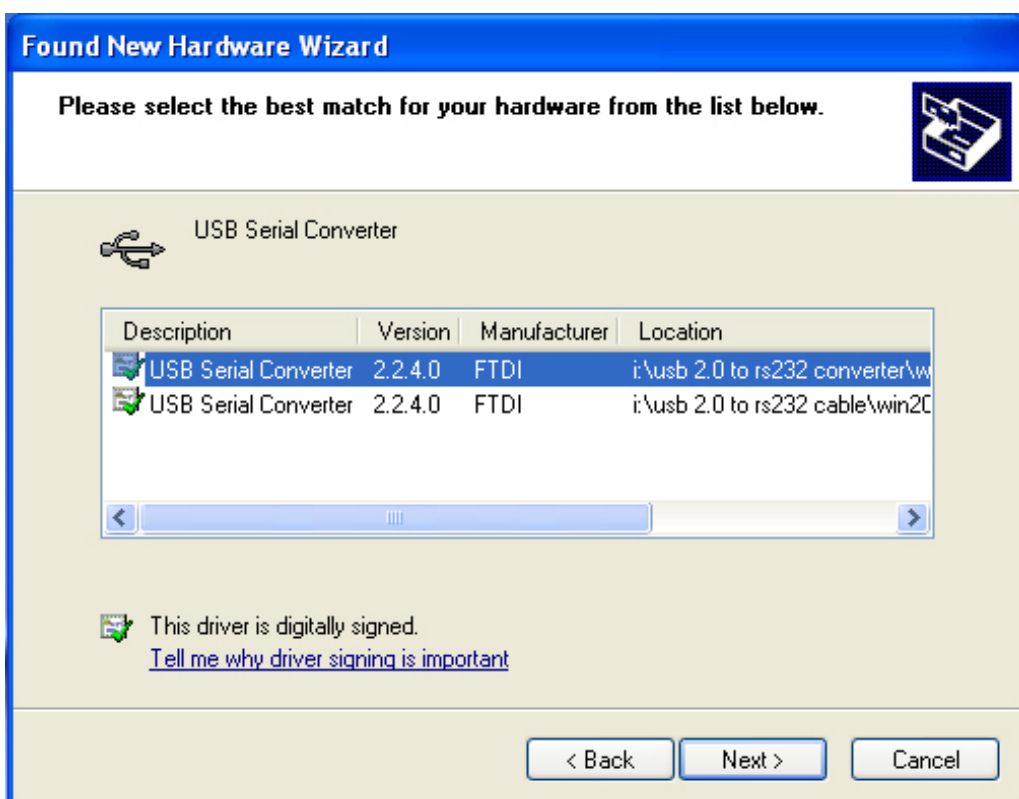 Found New Hardware Wizard
Please select the best match for your hardware from the list below.
USB Serial Converter
Description Version Manufacturer Location
USB Serial Converter 2.2.4.0 FTDI i:\usb 2.0 to rs232 converter\w
USB Serial Converter 2.2.4.0 FTDI i:\usb 2.0 to rs232 cable\win20
This driver is digitally signed.
Tell me why driver signing is important
< Back Next > Cancel